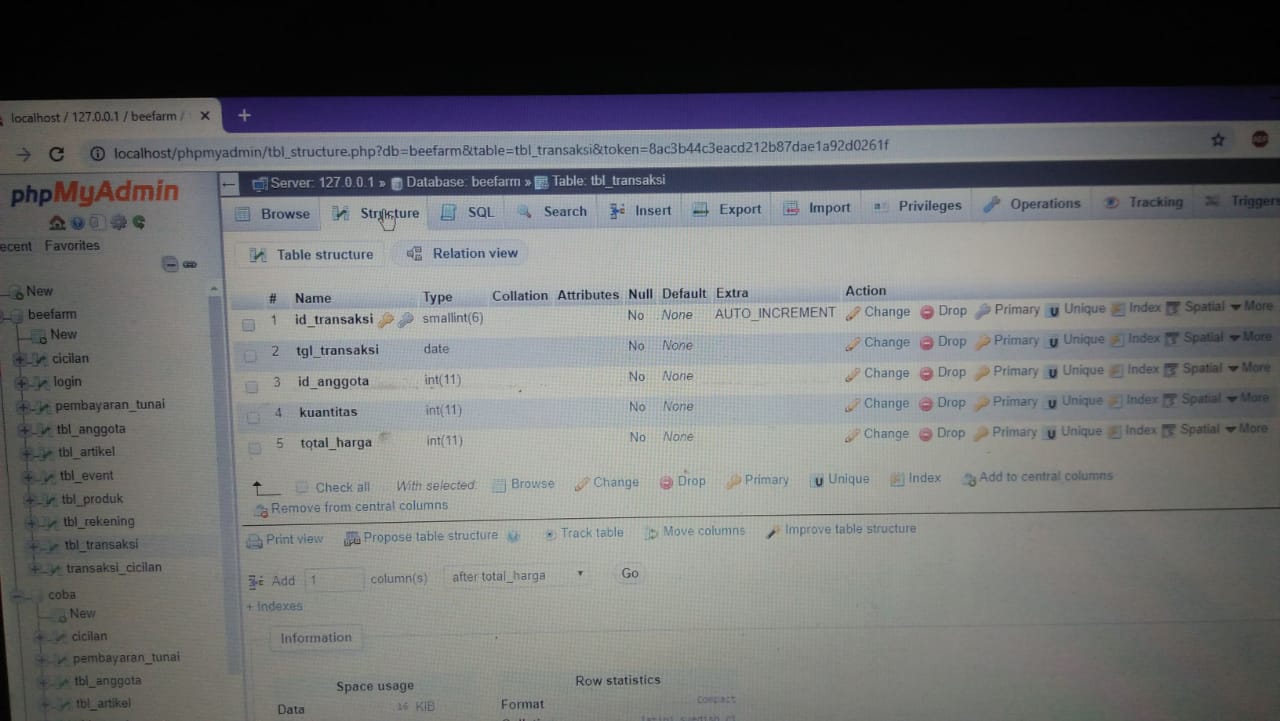 localhost / 127.0.0.1 / beefarm /
localhost/phpmyadmin/tbl_structure.php?db=beefarm&table=tbl_transaksi&token=8ac3b44c3eacd212b87dae1a92d0261f
phpMyAdmin
Server: 127.0.0.1 » Database: beefarm » Table: tbl_transaksi
Browse Structure SQL Search Insert Export Import Privileges Operations Tracking Triggers
ecent Favorites
Table structure Relation view
New
beefarm
New
cicilan
login
pembayaran_tunai
tbl_anggota
tbl_artikel
tbl_event
tbl_produk
tbl_rekening
tbl_transaksi
transaksi_cicilan
coba
New
cicilan
pembayaran_tunai
tbl_anggota
tbl_artikel
# Name Type Collation Attributes Null Default Extra Action
1 id_transaksi smallint(6) No None AUTO_INCREMENT Change Drop Primary Unique Index Spatial More
2 tgl_transaksi date No None Change Drop Primary Unique Index Spatial More
3 id_anggota int(11) No None Change Drop Primary Unique Index Spatial More
4 kuantitas int(11) No None Change Drop Primary Unique Index Spatial More
5 total_harga int(11) No None Change Drop Primary Unique Index Spatial More
Check all With selected: Browse Change Drop Primary Unique Index Add to central columns
Remove from central columns
Print view Propose table structure Track table Move columns Improve table structure
Add 1 column(s) after total_harga Go
+ Indexes
Information
Space usage
Data 16 KiB
Row statistics
Format Compact